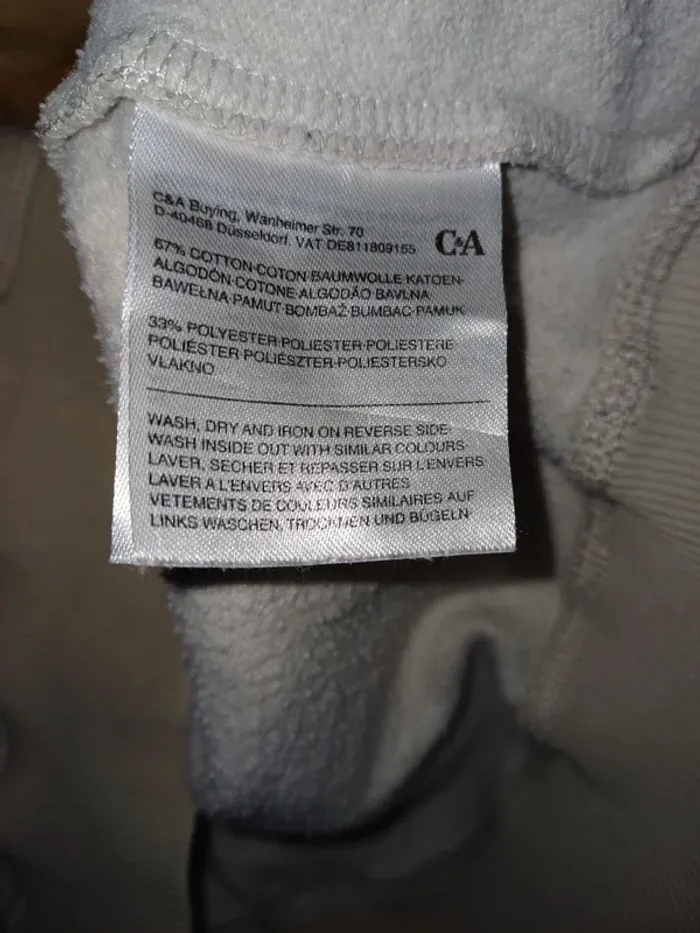 C&A Buying, Wanheimer Str. 70
D-40468 Düsseldorf. VAT DE811809155
C&A
67% COTTON·COTON·BAUMWOLLE·KATOEN·
ALGODÓN·COTONE·ALGODÃO·BAVLNA·
BAWEŁNA·PAMUT·BOMBAŽ·BUMBAC·PAMUK
33% POLYESTER·POLIESTER·POLIESTERE·
POLIÉSTER·POLIÉSZTER·POLIESTERSKO
VLAKNO
WASH, DRY AND IRON ON REVERSE SIDE·
WASH INSIDE OUT WITH SIMILAR COLOURS·
LAVER, SECHER ET REPASSER SUR L'ENVERS·
LAVER A L'ENVERS AVEC D'AUTRES
VETEMENTS DE COULEURS SIMILAIRES·AUF
LINKS WASCHEN, TROCKNEN UND BÜGELN